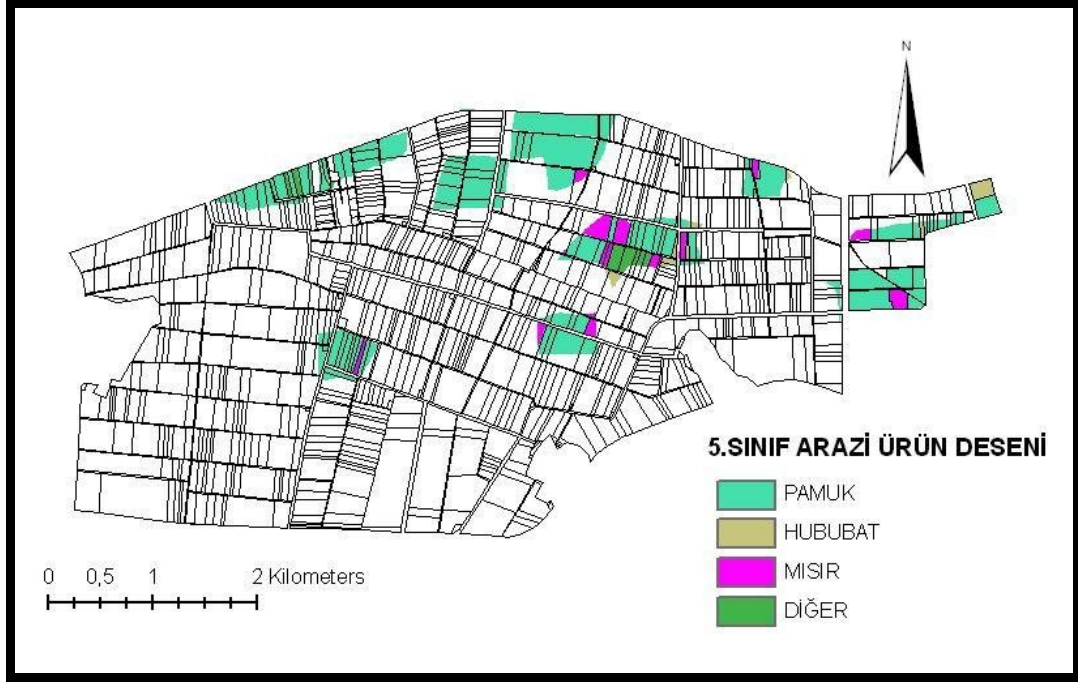 N
5.SINIF ARAZİ ÜRÜN DESENİ
PAMUK
HUBUBAT
MISIR
DİĞER
0 0,5 1 2 Kilometers